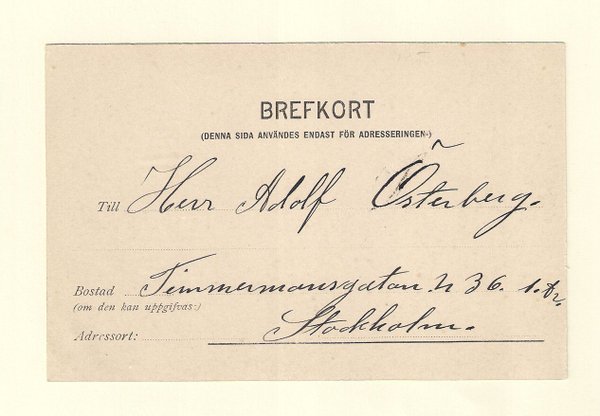 BREFKORT
(DENNA SIDA ANVÄNDES ENDAST FÖR ADRESSERINGEN.)
Till Herr Adolf Österberg.
Bostad Timmermansgatan. N 36. 1. tr.
(om den kan uppgifvas:)
Stockholm.
Adressort: